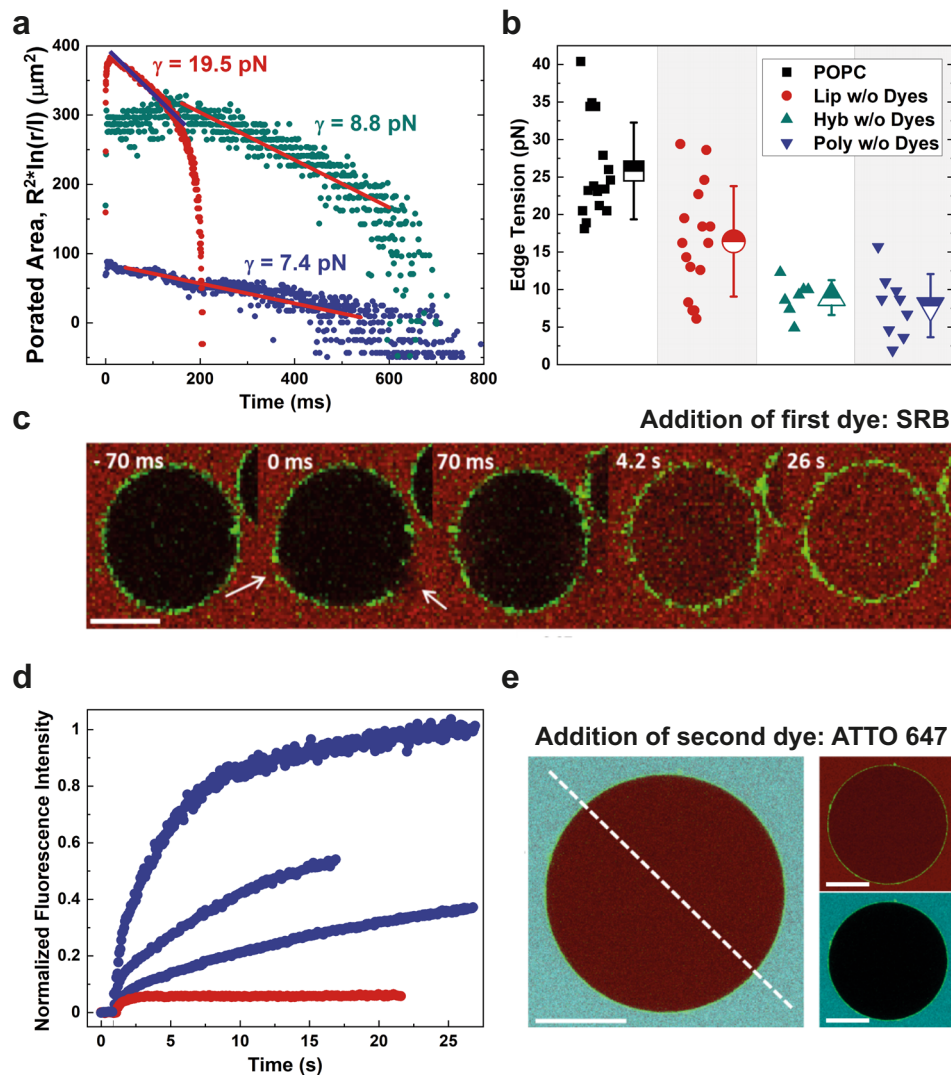 a
400
300
200
100
0
0
200
400
600
800
Porated Area, R²*ln(r/l) (μm²)
Time (ms)
γ = 19.5 pN
γ = 8.8 pN
γ = 7.4 pN
b
40
35
30
25
20
15
10
5
0
Edge Tension (pN)
POPC
Lip w/o Dyes
Hyb w/o Dyes
Poly w/o Dyes
Addition of first dye: SRB
c
- 70 ms
0 ms
70 ms
4.2 s
26 s
d
1
0.8
0.6
0.4
0.2
0
0
5
10
15
20
25
Normalized Fluorescence Intensity
Time (s)
e
Addition of second dye: ATTO 647